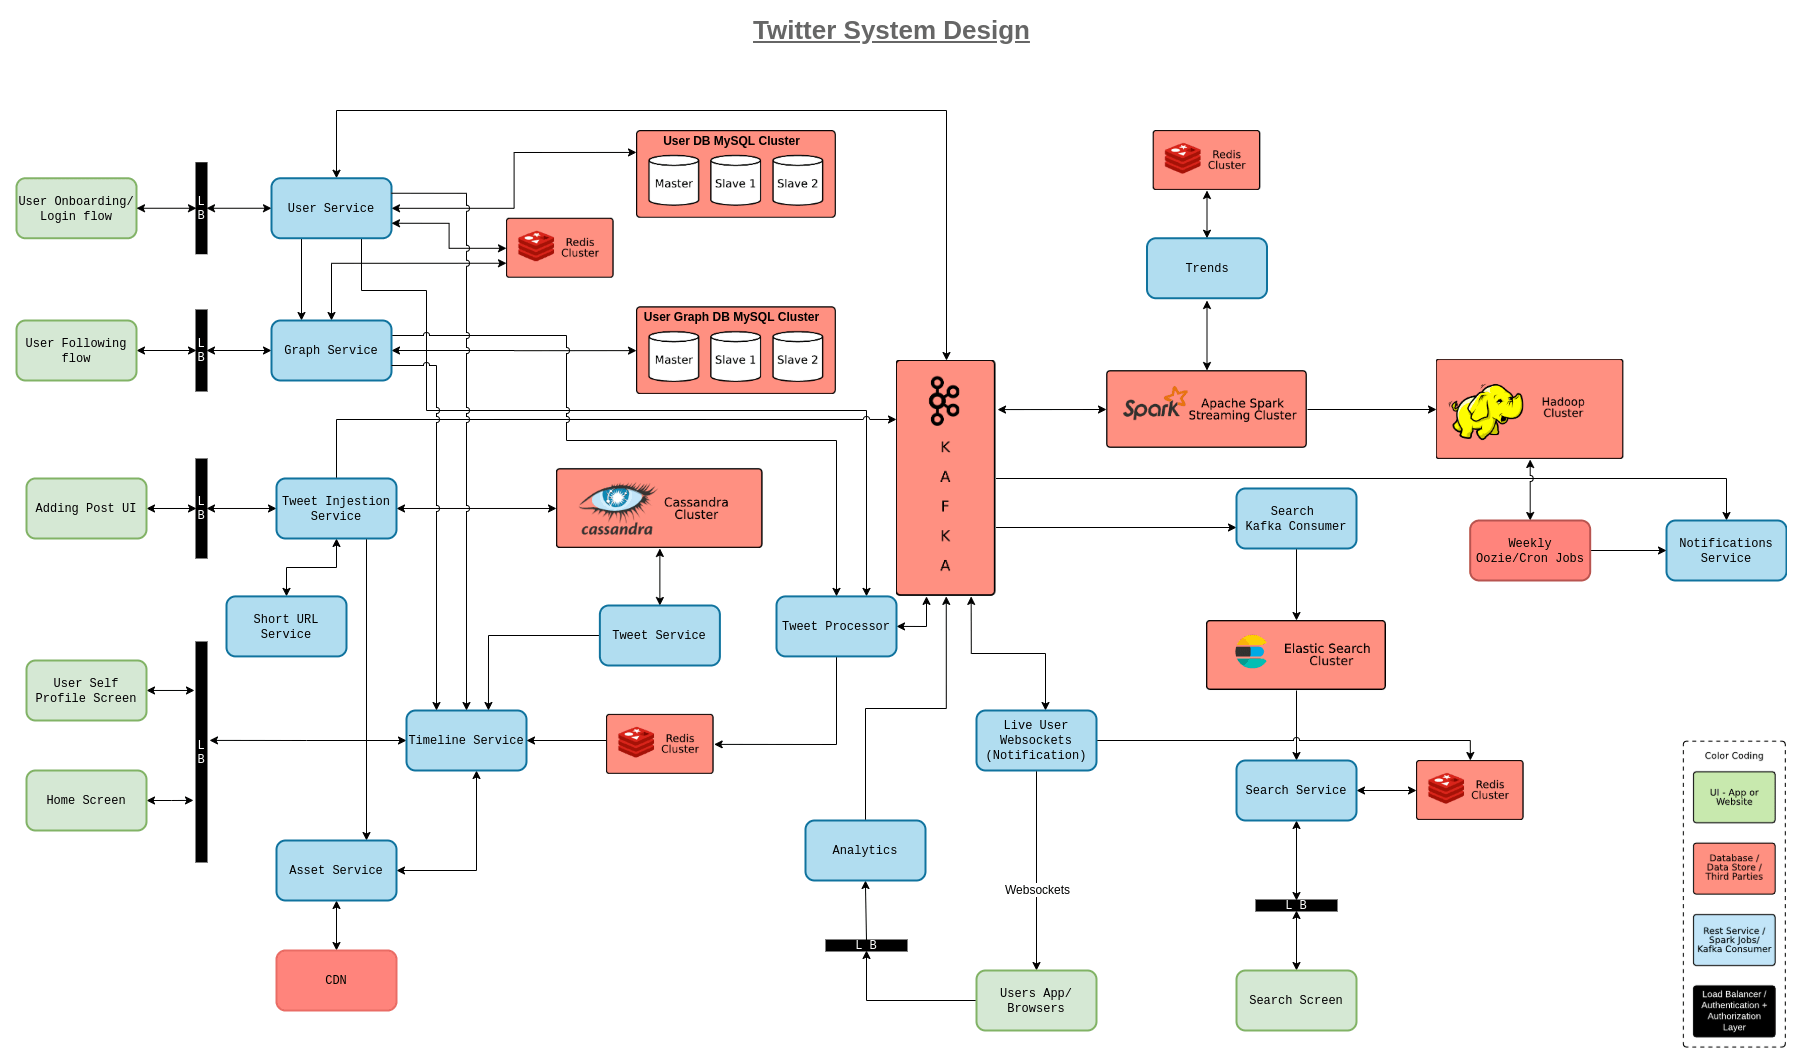 Twitter System Design
User DB MySQL Cluster
Master
Slave 1
Slave 2
Redis
Cluster
User Onboarding/
Login flow
L
B
User Service
Redis
Cluster
Trends
User Graph DB MySQL Cluster
Master
Slave 1
Slave 2
User Following
flow
L
B
Graph Service
K
A
F
K
A
Spark
Apache Spark
Streaming Cluster
Hadoop
Cluster
Adding Post UI
L
B
Tweet Injestion
Service
cassandra
Cassandra
Cluster
Search
Kafka Consumer
Weekly
Oozie/Cron Jobs
Notifications
Service
Short URL
Service
Tweet Service
Tweet Processor
Elastic Search
Cluster
User Self
Profile Screen
L
B
Timeline Service
Redis
Cluster
Live User
Websockets
(Notification)
Home Screen
Search Service
Redis
Cluster
Asset Service
Analytics
Websockets
L B
L B
CDN
Users App/
Browsers
Search Screen
Color Coding
UI - App or
Website
Database /
Data Store /
Third Parties
Rest Service /
Spark Jobs/
Kafka Consumer
Load Balancer /
Authentication +
Authorization
Layer